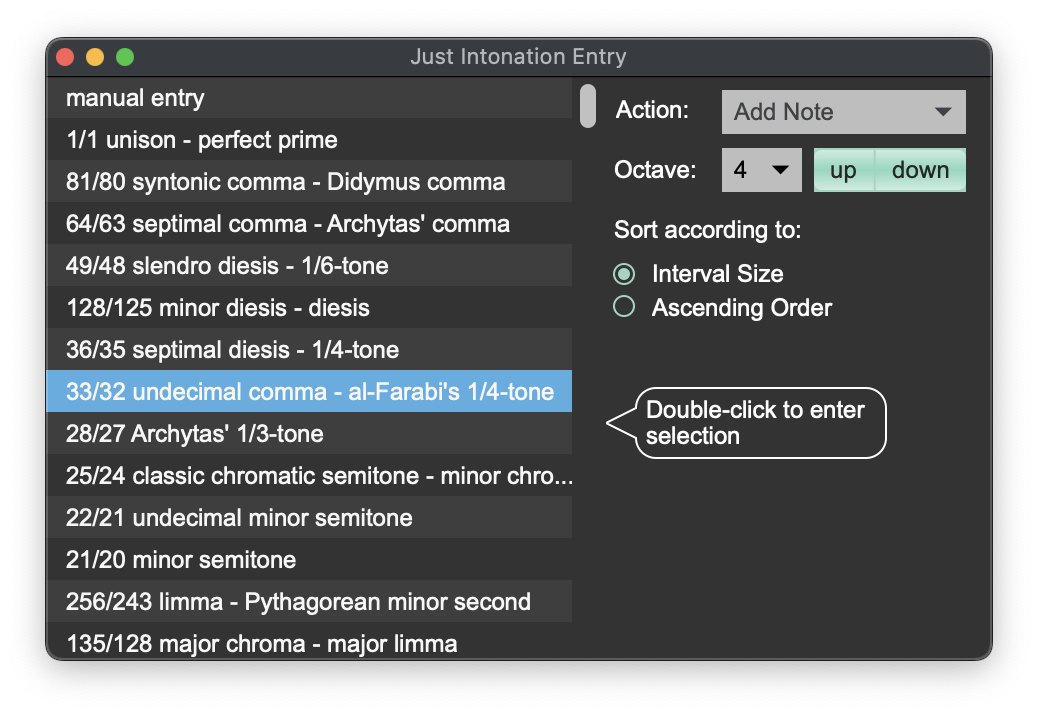 Just Intonation Entry
manual entry
1/1 unison - perfect prime
81/80 syntonic comma - Didymus comma
64/63 septimal comma - Archytas' comma
49/48 slendro diesis - 1/6-tone
128/125 minor diesis - diesis
36/35 septimal diesis - 1/4-tone
33/32 undecimal comma - al-Farabi's 1/4-tone
28/27 Archytas' 1/3-tone
25/24 classic chromatic semitone - minor chro...
22/21 undecimal minor semitone
21/20 minor semitone
256/243 limma - Pythagorean minor second
135/128 major chroma - major limma
Action: Add Note
Octave: 4 up down
Sort according to:
Interval Size
Ascending Order
Double-click to enter
selection